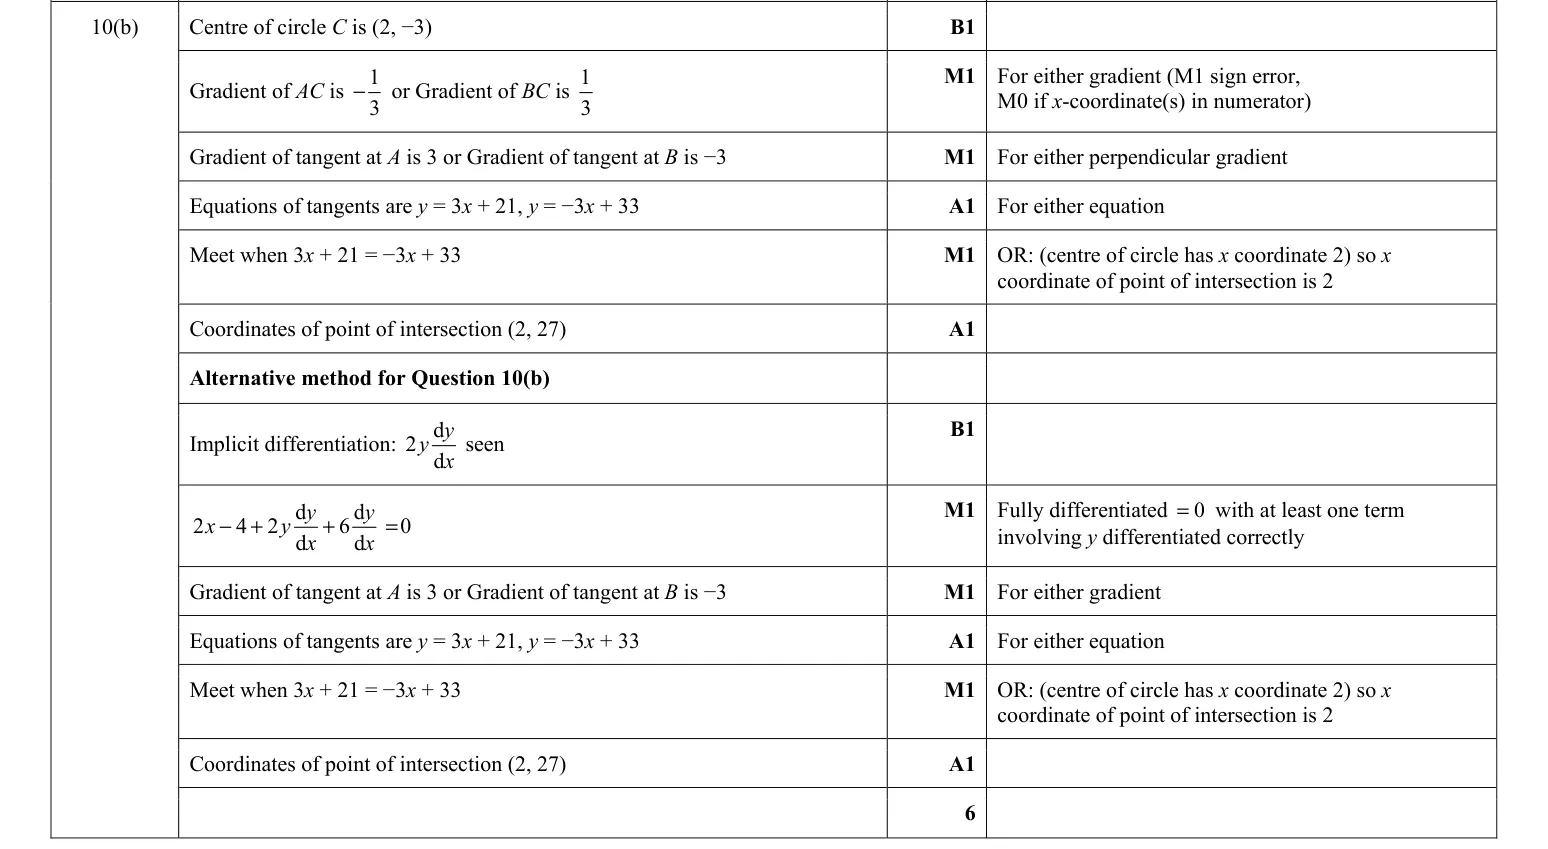 10(b) Centre of circle C is (2, −3) B1
Gradient of AC is −1/3 or Gradient of BC is 1/3 M1 For either gradient (M1 sign error,
M0 if x-coordinate(s) in numerator)
Gradient of tangent at A is 3 or Gradient of tangent at B is −3 M1 For either perpendicular gradient
Equations of tangents are y = 3x + 21, y = −3x + 33 A1 For either equation
Meet when 3x + 21 = −3x + 33 M1 OR: (centre of circle has x coordinate 2) so x
coordinate of point of intersection is 2
Coordinates of point of intersection (2, 27) A1
Alternative method for Question 10(b)
Implicit differentiation: 2y dy/dx seen B1
2x − 4 + 2y dy/dx + 6 dy/dx = 0 M1 Fully differentiated = 0 with at least one term
involving y differentiated correctly
Gradient of tangent at A is 3 or Gradient of tangent at B is −3 M1 For either gradient
Equations of tangents are y = 3x + 21, y = −3x + 33 A1 For either equation
Meet when 3x + 21 = −3x + 33 M1 OR: (centre of circle has x coordinate 2) so x
coordinate of point of intersection is 2
Coordinates of point of intersection (2, 27) A1
6